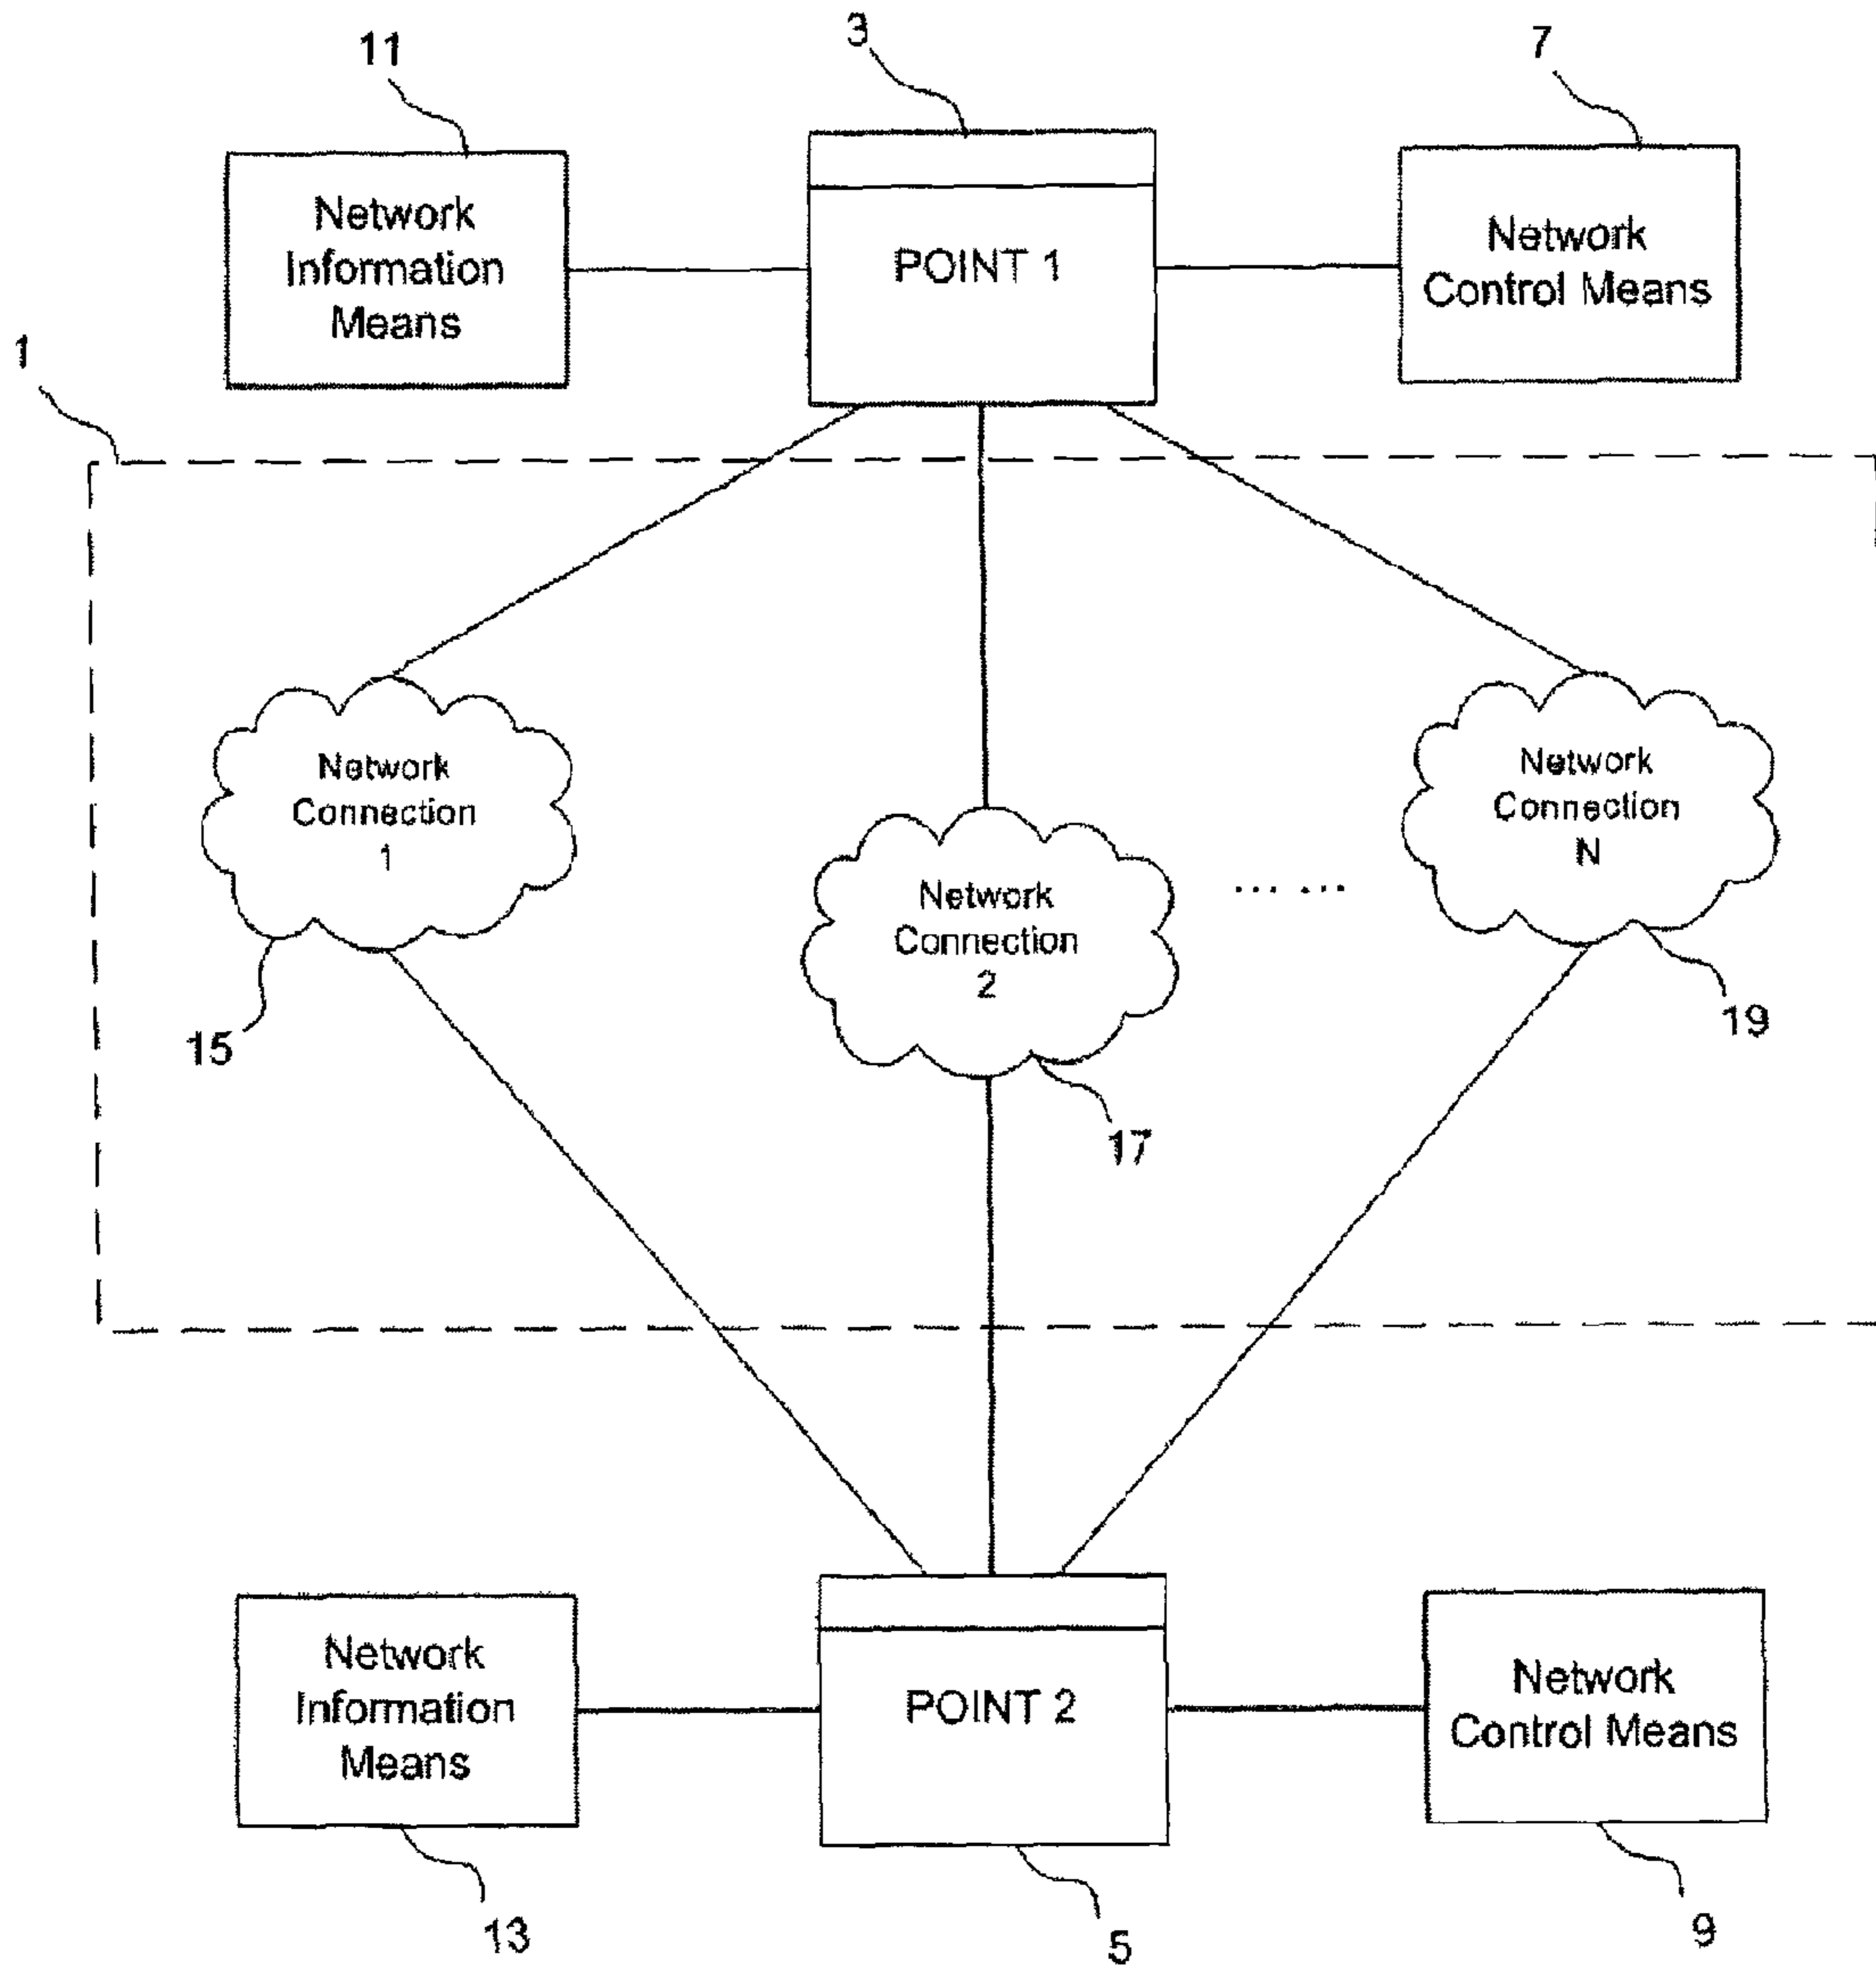 11
3
7
Network
Information
Means
POINT 1
Network
Control Means
1
Network
Connection
1
Network
Connection
2
... ...
Network
Connection
N
15
17
19
Network
Information
Means
POINT 2
Network
Control Means
13
5
9